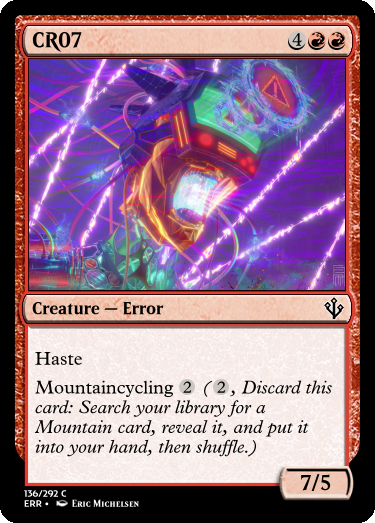 CR07 4
Creature — Error
Haste
Mountaincycling 2 ( 2 , Discard this
card: Search your library for a
Mountain card, reveal it, and put it
into your hand, then shuffle.)
7/5
136/292 C
ERR • Eric Michelsen